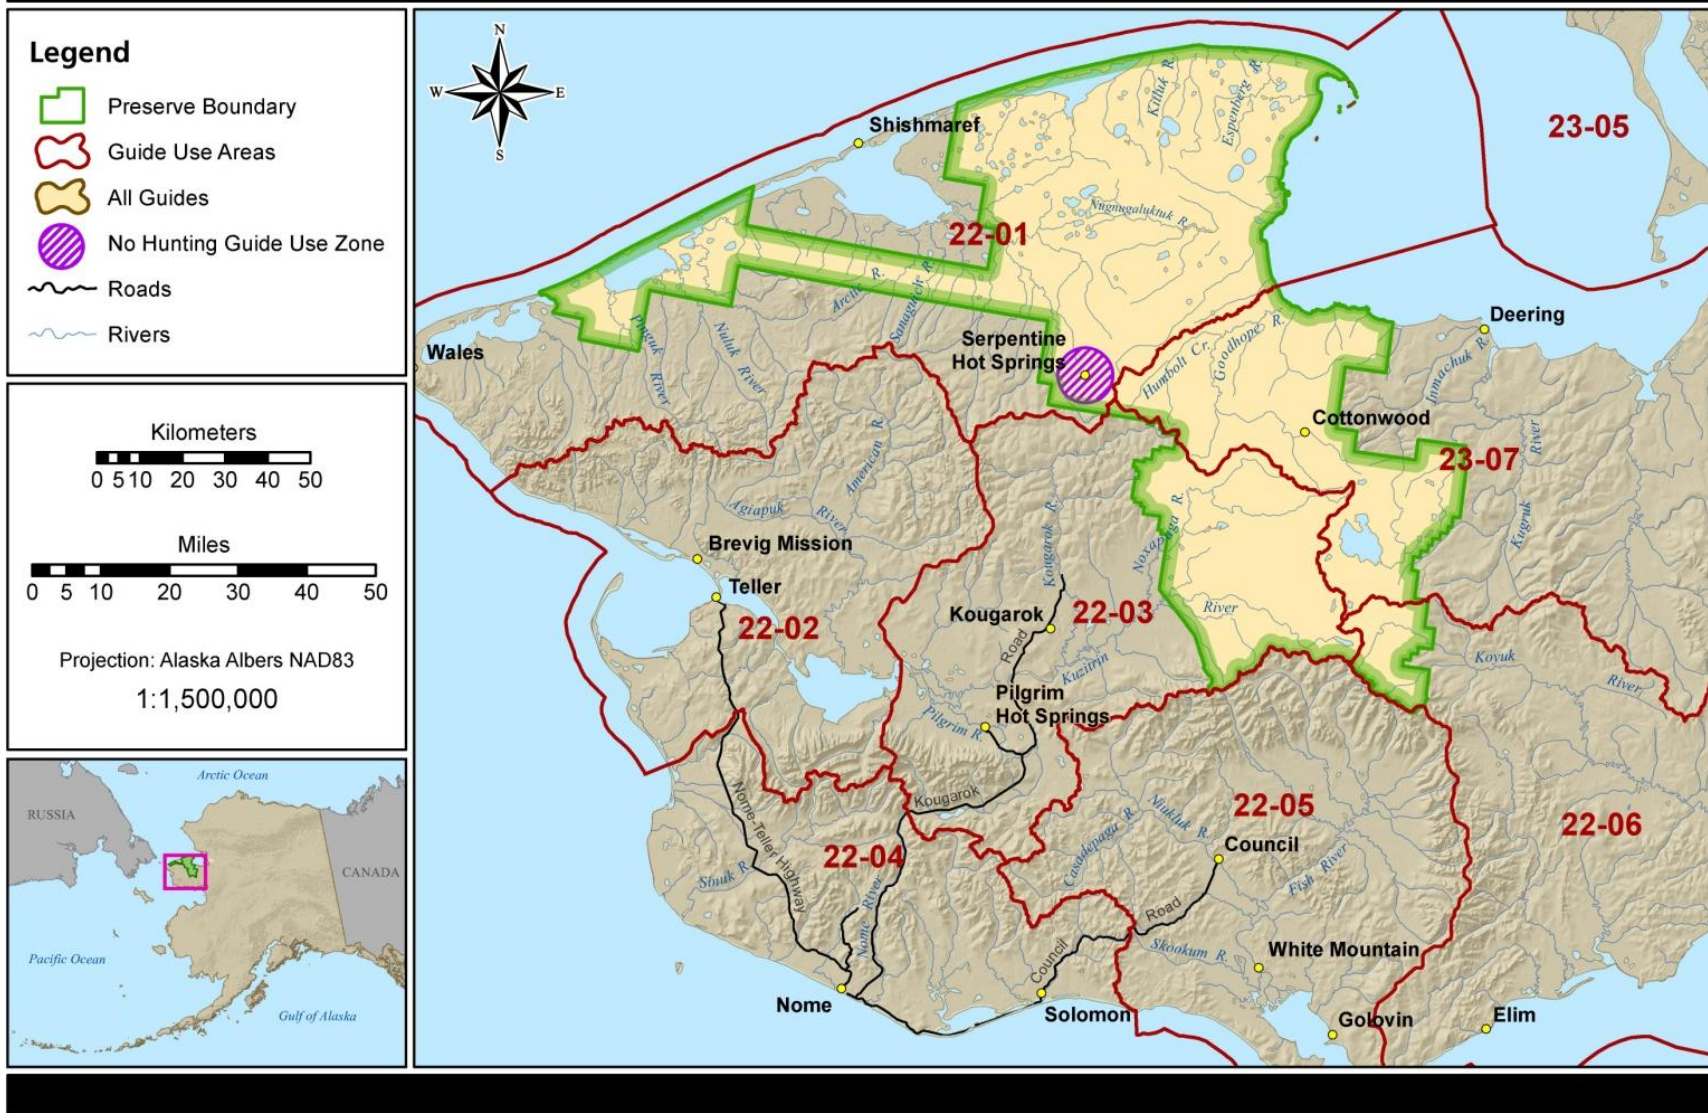 Legend
Preserve Boundary
Guide Use Areas
All Guides
No Hunting Guide Use Zone
Roads
Rivers
Kilometers
0 5 10 20 30 40 50
Miles
0 5 10 20 30 40 50
Projection: Alaska Albers NAD83
1:1,500,000
Arctic Ocean
RUSSIA
CANADA
Pacific Ocean
Gulf of Alaska
N
W E
S
Shishmaref
Kitluk R.
Espenberg R.
23-05
Nugnugaluktuk R.
22-01
Arctic R.
Sanaguich R.
Pinguk River
Nuluk River
Wales
Serpentine
Hot Springs
Humbolt Cr.
Goodhope R.
Deering
Inmachuk R.
Cottonwood
23-07
River
Kugruk
American R.
Agiapuk River
Kougarok R.
Noxapaga R.
Brevig Mission
Teller
22-02
Kougarok
22-03
River
Road
Kuzitrin
Koyuk
River
Pilgrim
Hot Springs
Pilgrim R.
Kougarok
Nome-Teller Highway
22-04
Sinuk R.
Nome River
Casadepaga R.
Niukluk R.
22-05
Council
Fish River
22-06
Road
Council
Skookum R.
White Mountain
Nome
Solomon
Golovin
Elim